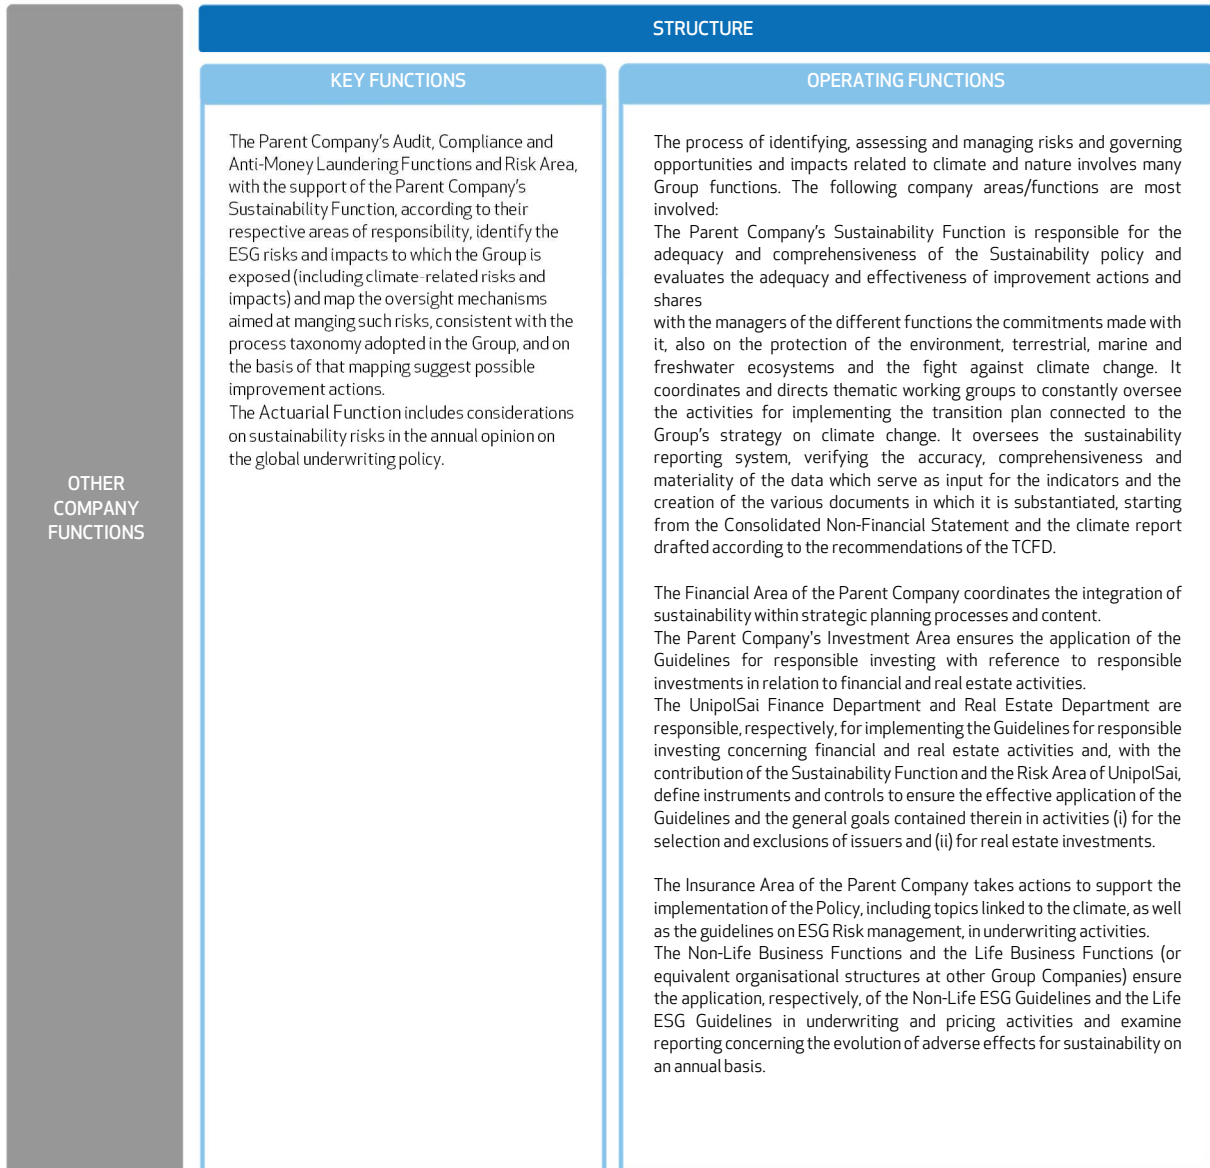 STRUCTURE
OTHER
COMPANY
FUNCTIONS
KEY FUNCTIONS
The Parent Company's Audit, Compliance and
Anti-Money Laundering Functions and Risk Area,
with the support of the Parent Company's
Sustainability Function, according to their
respective areas of responsibility, identify the
ESG risks and impacts to which the Group is
exposed (including climate-related risks and
impacts) and map the oversight mechanisms
aimed at manging such risks, consistent with the
process taxonomy adopted in the Group, and on
the basis of that mapping suggest possible
improvement actions.
The Actuarial Function includes considerations
on sustainability risks in the annual opinion on
the global underwriting policy.
OPERATING FUNCTIONS
The process of identifying, assessing and managing risks and governing
opportunities and impacts related to climate and nature involves many
Group functions. The following company areas/functions are most
involved:
The Parent Company's Sustainability Function is responsible for the
adequacy and comprehensiveness of the Sustainability policy and
evaluates the adequacy and effectiveness of improvement actions and
shares
with the managers of the different functions the commitments made with
it, also on the protection of the environment, terrestrial, marine and
freshwater ecosystems and the fight against climate change. It
coordinates and directs thematic working groups to constantly oversee
the activities for implementing the transition plan connected to the
Group's strategy on climate change. It oversees the sustainability
reporting system, verifying the accuracy, comprehensiveness and
materiality of the data which serve as input for the indicators and the
creation of the various documents in which it is substantiated, starting
from the Consolidated Non-Financial Statement and the climate report
drafted according to the recommendations of the TCFD.
The Financial Area of the Parent Company coordinates the integration of
sustainability within strategic planning processes and content.
The Parent Company's Investment Area ensures the application of the
Guidelines for responsible investing with reference to responsible
investments in relation to financial and real estate activities.
The UnipolSai Finance Department and Real Estate Department are
responsible, respectively, for implementing the Guidelines for responsible
investing concerning financial and real estate activities and, with the
contribution of the Sustainability Function and the Risk Area of UnipolSai,
define instruments and controls to ensure the effective application of the
Guidelines and the general goals contained therein in activities (i) for the
selection and exclusions of issuers and (ii) for real estate investments.
The Insurance Area of the Parent Company takes actions to support the
implementation of the Policy, including topics linked to the climate, as well
as the guidelines on ESG Risk management, in underwriting activities.
The Non-Life Business Functions and the Life Business Functions (or
equivalent organisational structures at other Group Companies) ensure
the application, respectively, of the Non-Life ESG Guidelines and the Life
ESG Guidelines in underwriting and pricing activities and examine
reporting concerning the evolution of adverse effects for sustainability on
an annual basis.